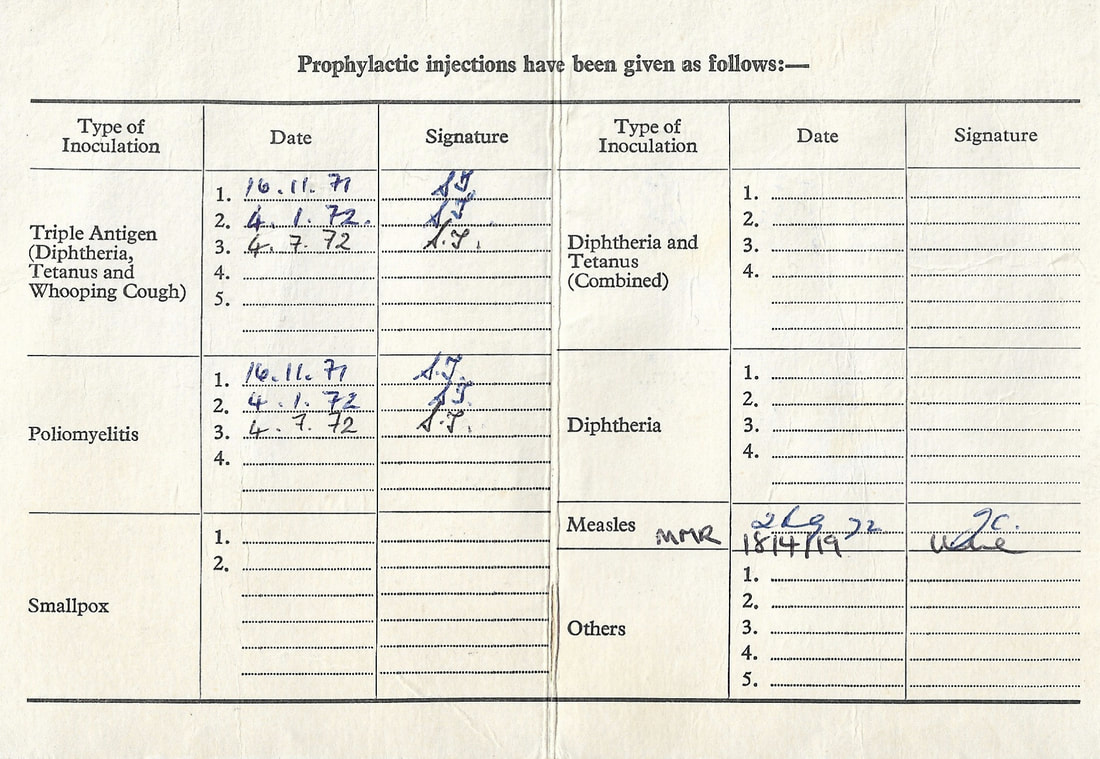 Prophylactic injections have been given as follows:—
Type of
Inoculation
Date
Signature
Triple Antigen
(Diphtheria,
Tetanus and
Whooping Cough)
1. 16.11.71 S.J.
2. 4.1.72. S.J.
3. 4.7.72 S.J.
4.
5.
Poliomyelitis
1. 16.11.71 S.J.
2. 4.1.72 S.J.
3. 4.7.72 S.J.
4.
Smallpox
1.
2.
Type of
Inoculation
Date
Signature
Diphtheria and
Tetanus
(Combined)
1.
2.
3.
4.
Diphtheria
1.
2.
3.
4.
Measles 72
MMR 18/4/19
Others
1.
2.
3.
4.
5.